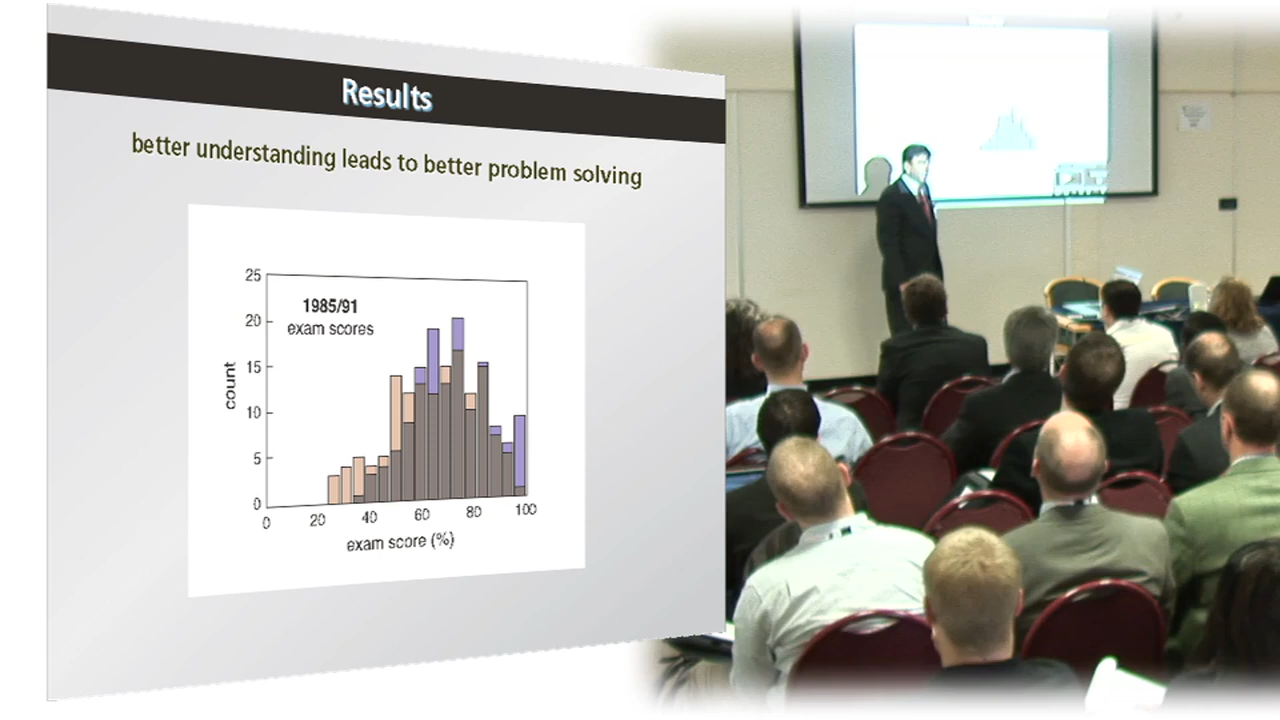 Results
better understanding leads to better problem solving
1985/91
exam scores
count
25
20
15
10
5
0
0 20 40 60 80 100
exam score (%)